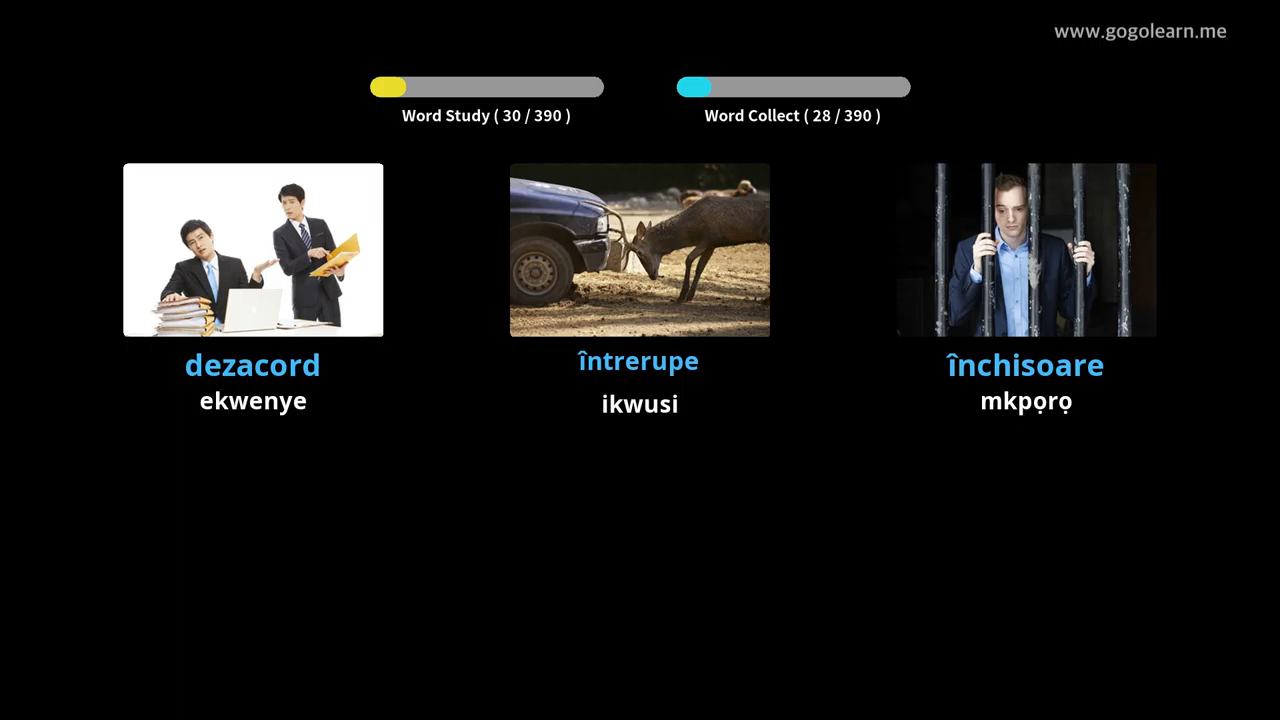 www.gogolearn.me
Word Study ( 30 / 390 )
Word Collect ( 28 / 390 )
dezacord
ekwenye
întrerupe
ikwusi
închisoare
mkpọrọ